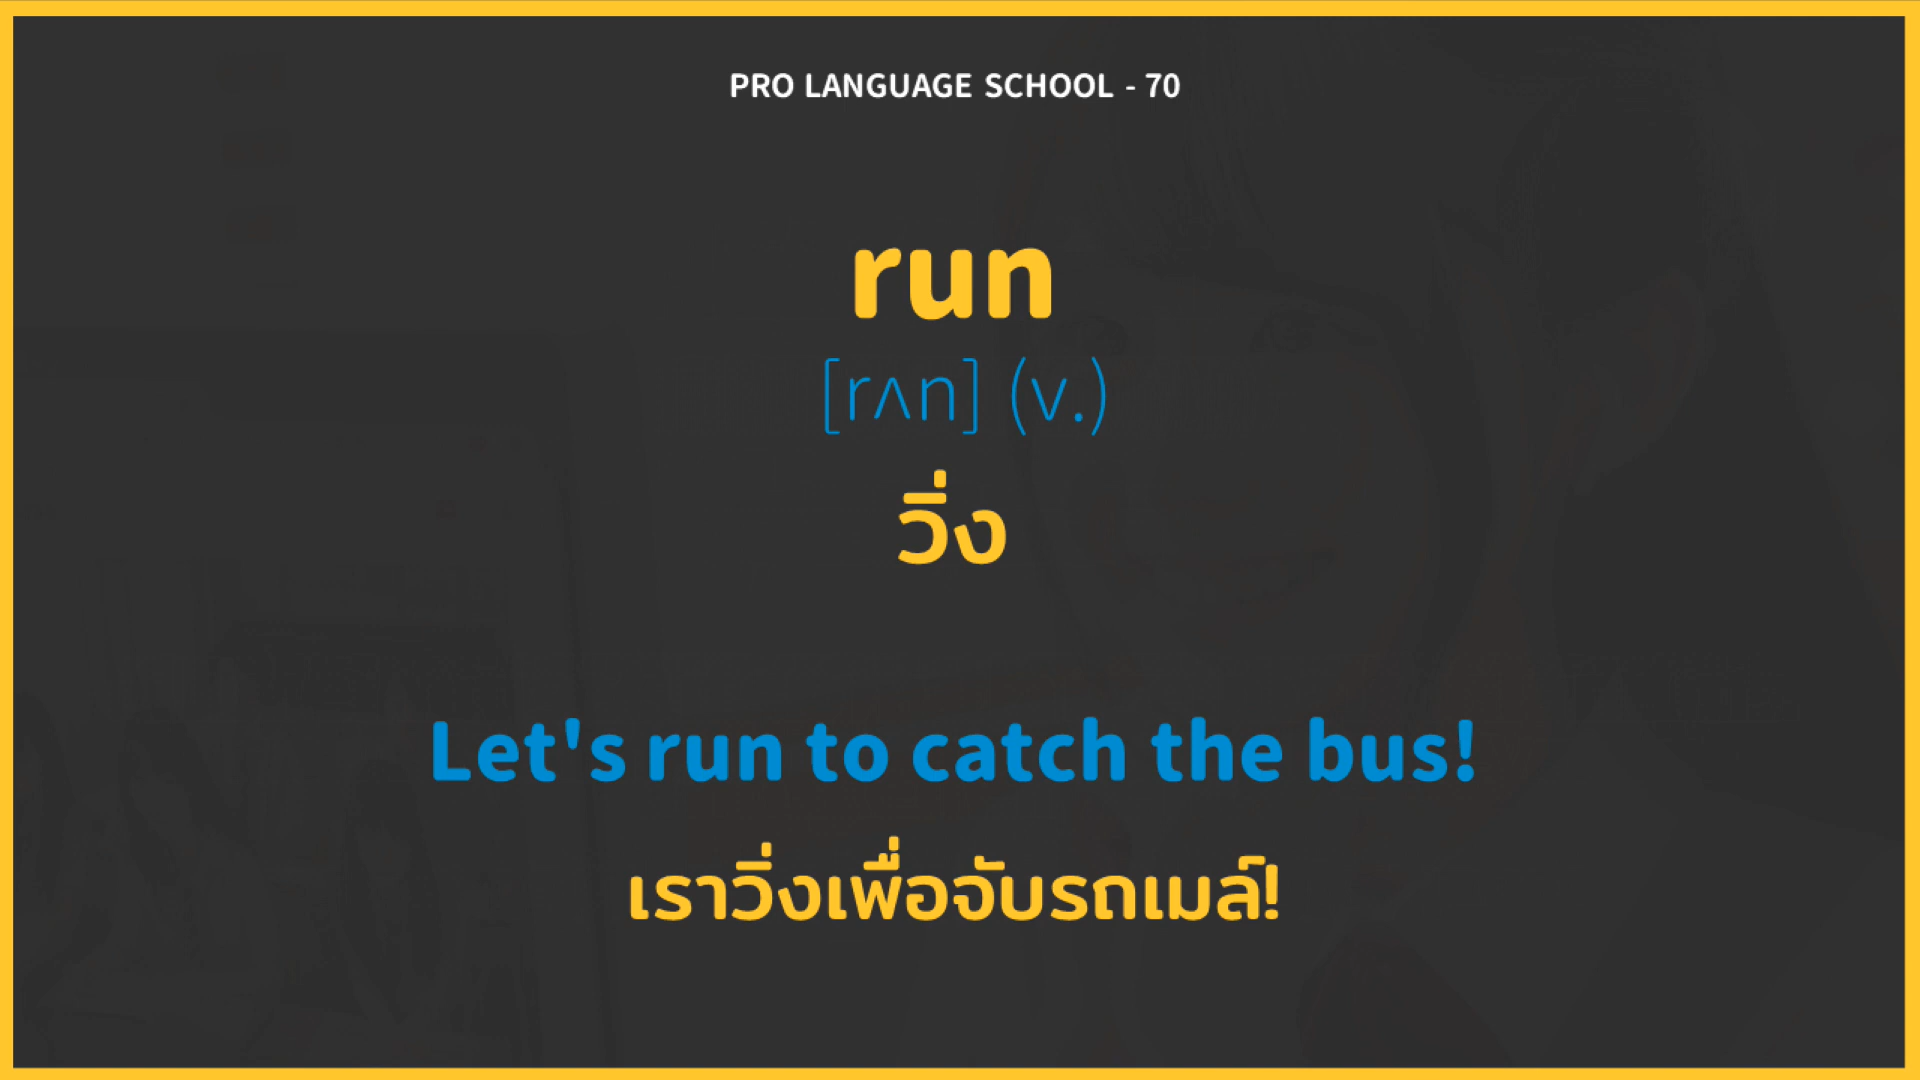 PRO LANGUAGE SCHOOL - 70
run
[rʌn] (v.)
วิ่ง
Let's run to catch the bus!
เราวิ่งเพื่อจับรถเมล์!